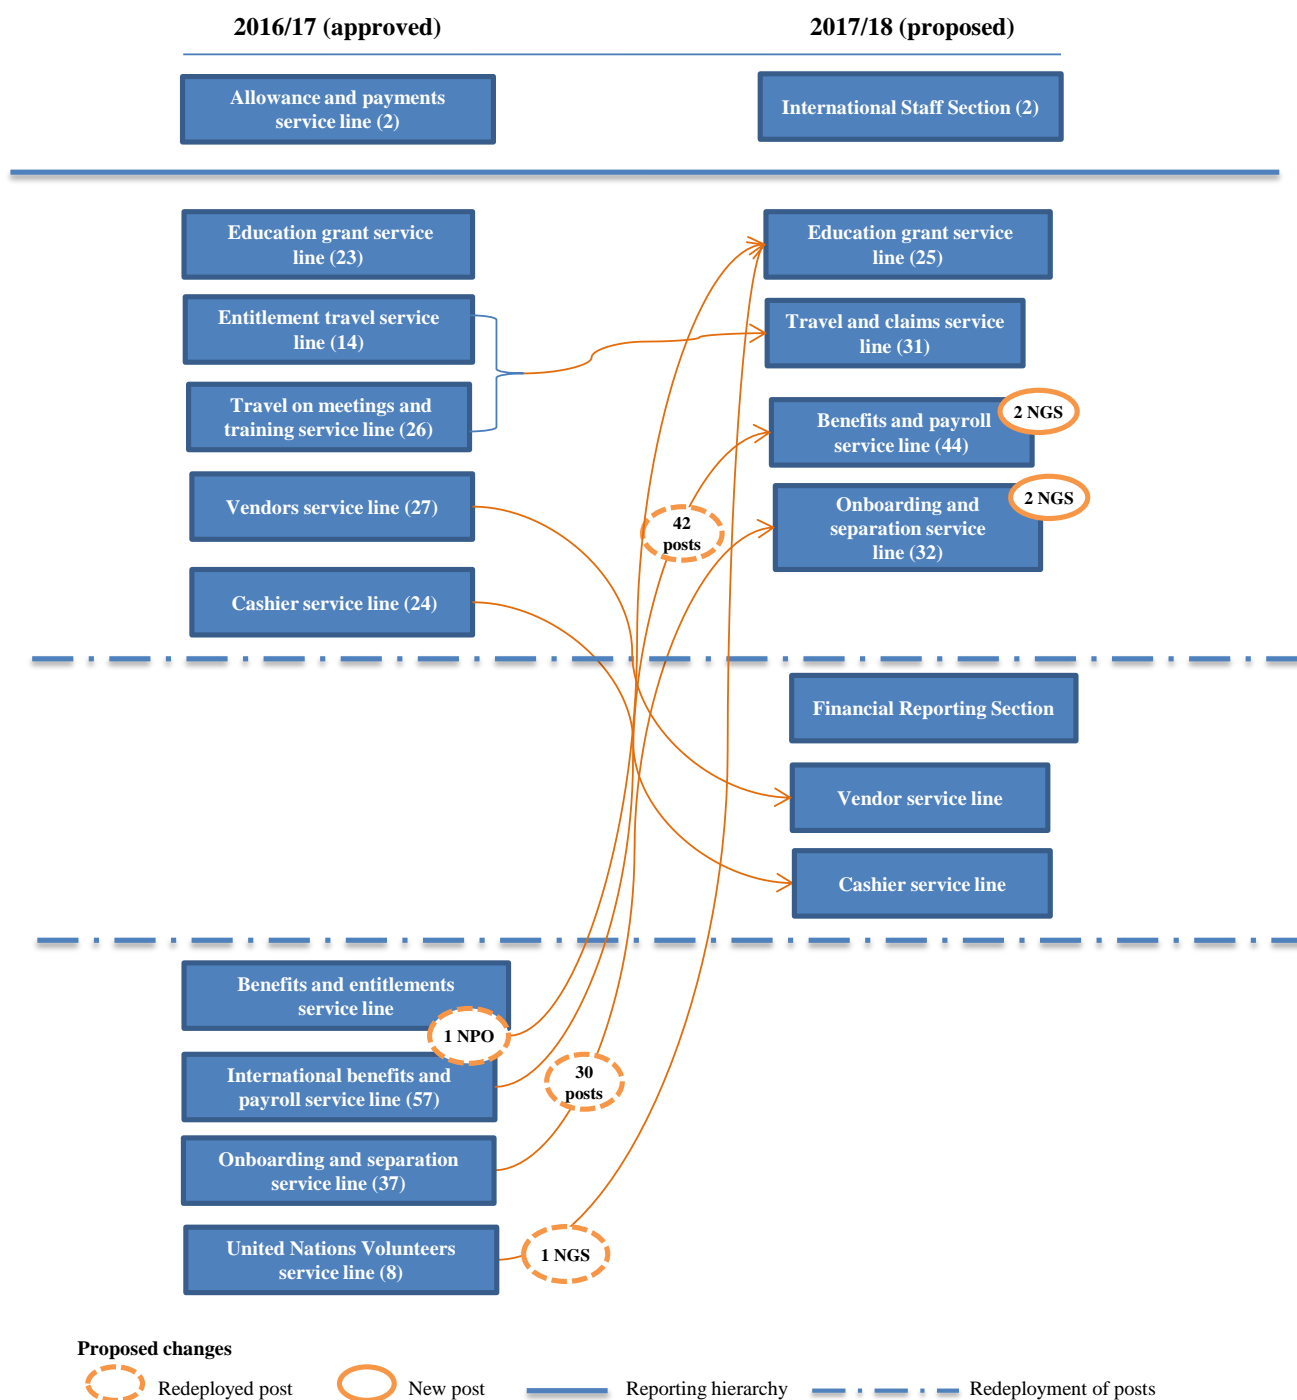 2016/17 (approved)
2017/18 (proposed)
Allowance and payments
service line (2)
International Staff Section (2)
Education grant service
line (23)
Education grant service
line (25)
Entitlement travel service
line (14)
Travel and claims service
line (31)
Travel on meetings and
training service line (26)
2 NGS
Benefits and payroll
service line (44)
Vendors service line (27)
2 NGS
Onboarding and
separation service
line (32)
42
posts
Cashier service line (24)
Financial Reporting Section
Vendor service line
Cashier service line
Benefits and entitlements
service line
1 NPO
International benefits and
payroll service line (57)
30
posts
Onboarding and separation
service line (37)
United Nations Volunteers
service line (8)
1 NGS
Proposed changes
Redeployed post
New post
Reporting hierarchy
Redeployment of posts